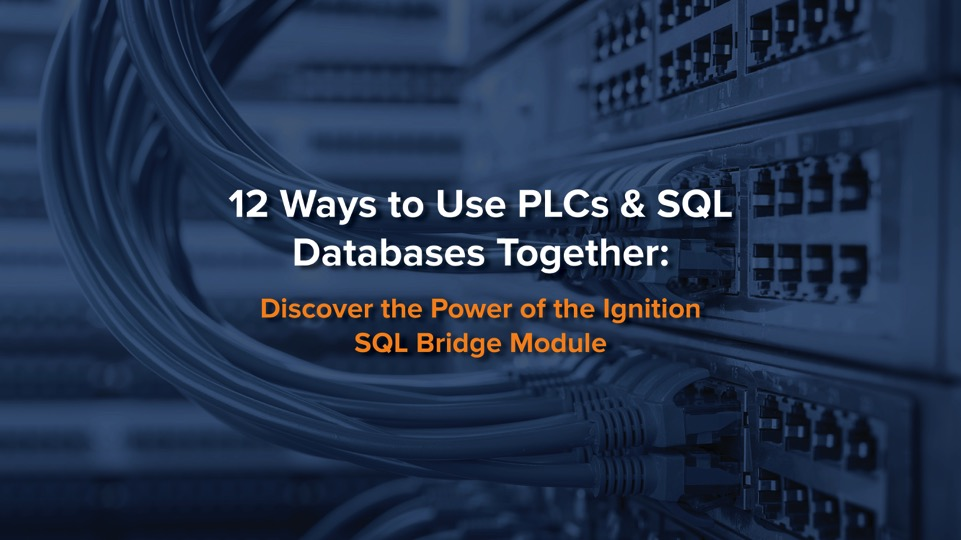 12 Ways to Use PLCs & SQL
Databases Together:
Discover the Power of the Ignition
SQL Bridge Module